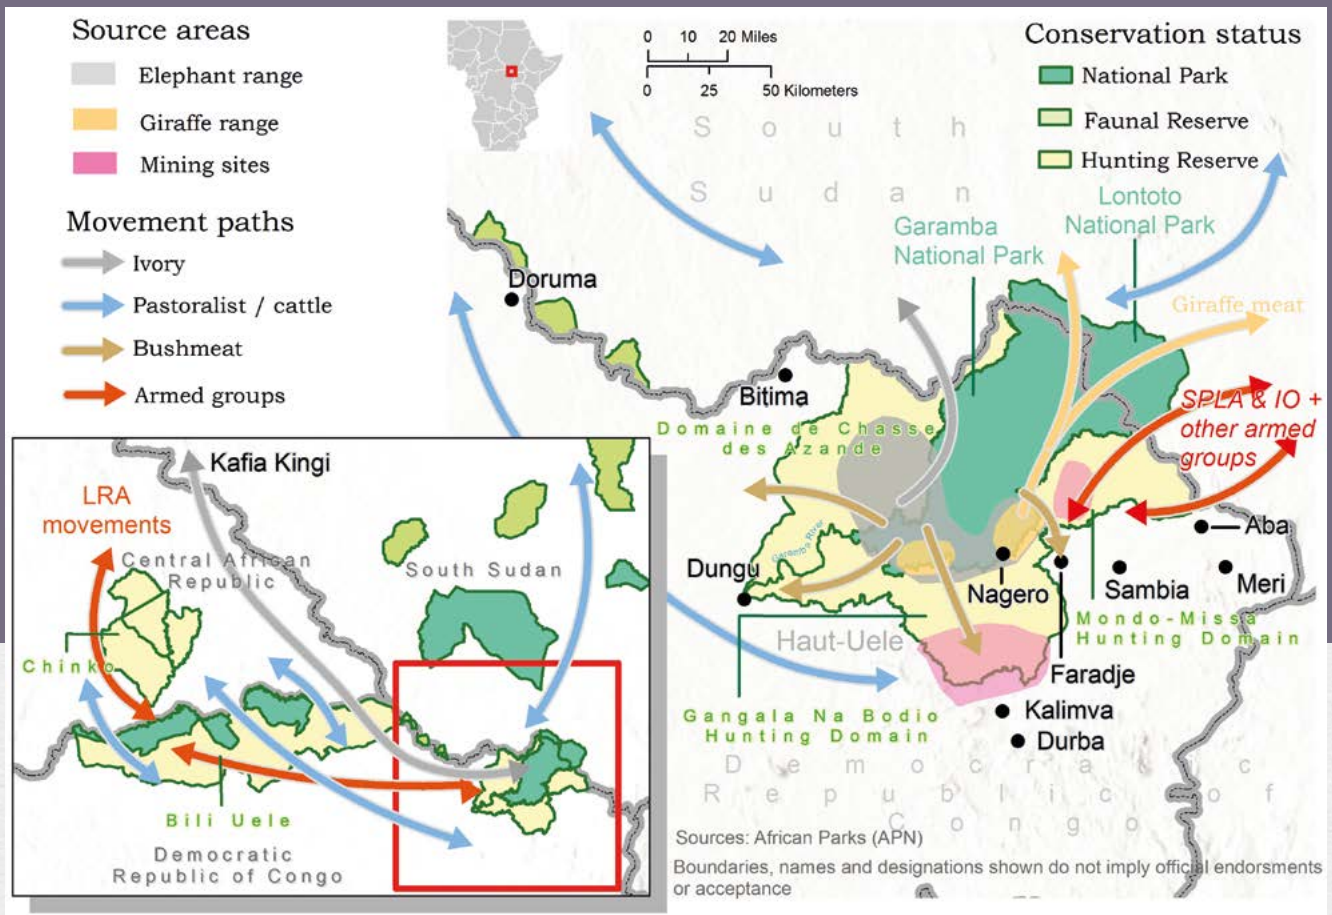 Source areas
Elephant range
Giraffe range
Mining sites
Movement paths
Ivory
Pastoralist / cattle
Bushmeat
Armed groups
0 10 20 Miles
0 25 50 Kilometers
Conservation status
National Park
Faunal Reserve
Hunting Reserve
South
Sudan
Lontoto
National Park
Garamba
National Park
Doruma
Giraffe meat
Bitima
SPLA & IO +
other armed
groups
Domaine de Chasse
des Azande
Garamba River
Aba
Dungu
Nagero
Sambia
Meri
Mondo-Missa
Hunting Domain
Haut-Uele
Faradje
Gangala Na Bodio
Hunting Domain
Kalimva
Durba
Democratic
Republic of
Congo
Sources: African Parks (APN)
Boundaries, names and designations shown do not imply official endorsments
or acceptance
Kafia Kingi
LRA
movements
Central African
Republic
South Sudan
Chinko
Bili Uele
Democratic
Republic of Congo